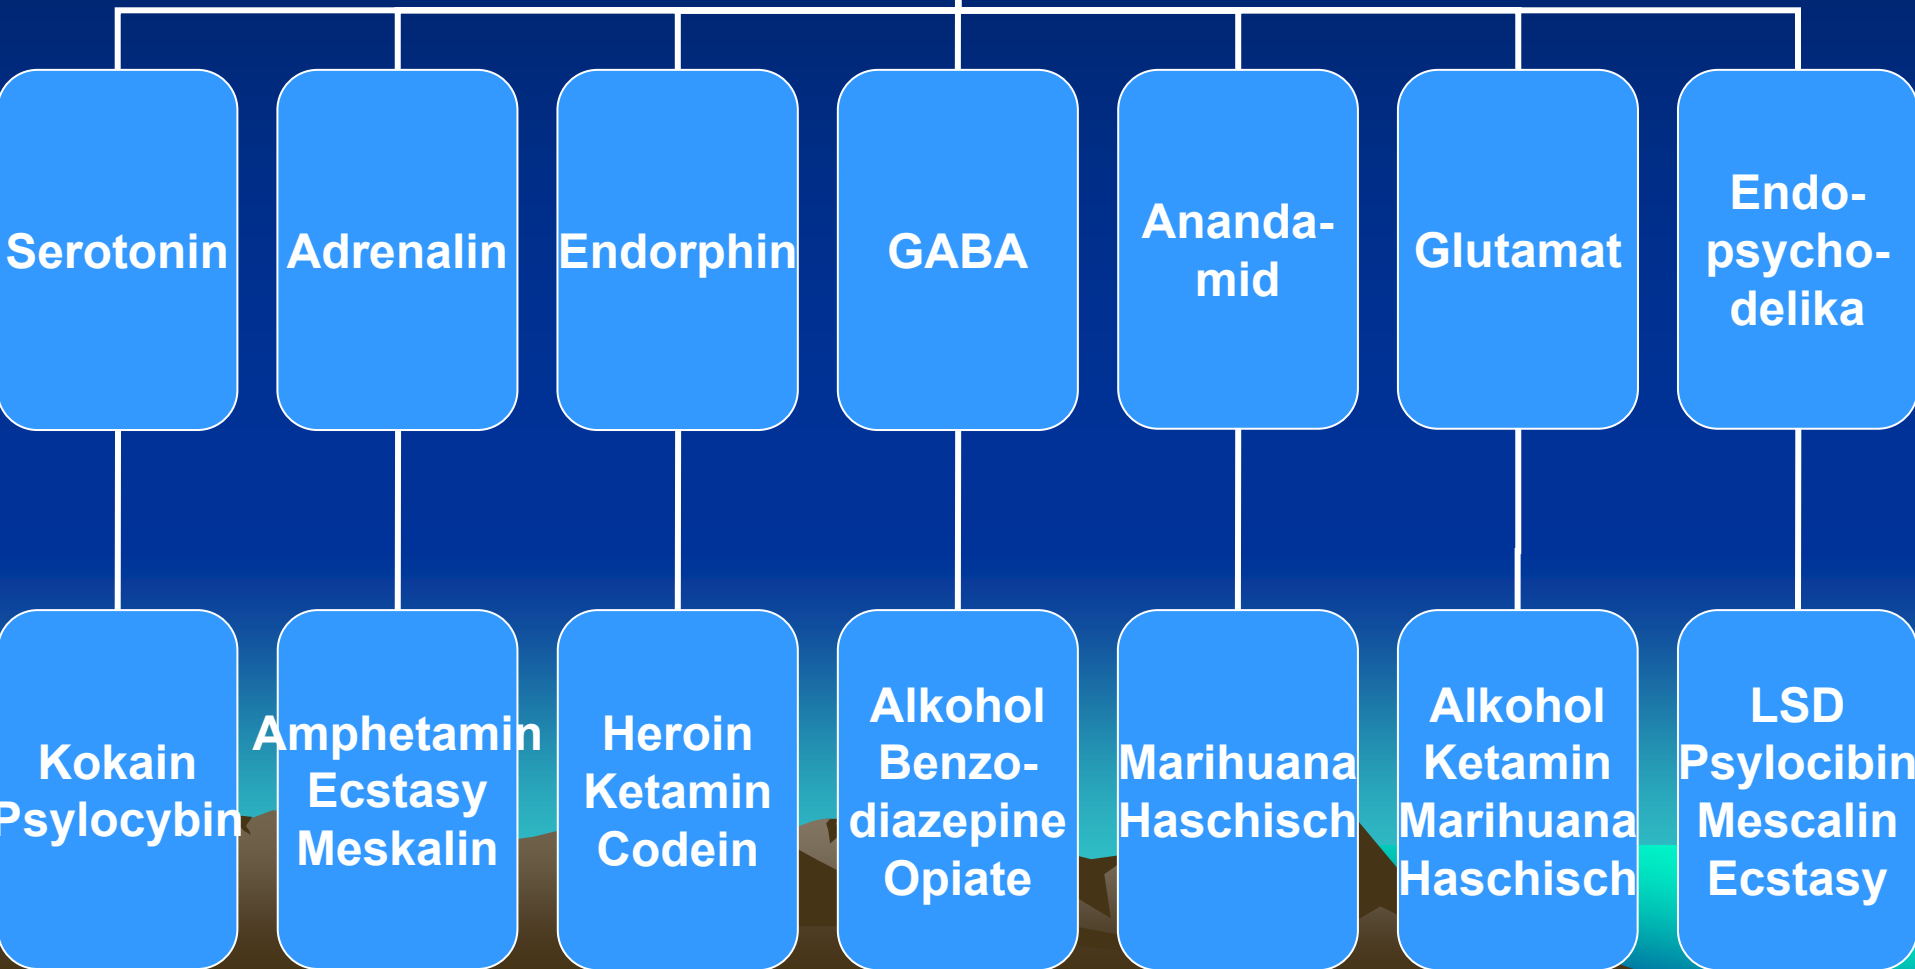 Serotonin
Adrenalin
Endorphin
GABA
Ananda-
mid
Glutamat
Endo-
psycho-
delika
Kokain
Psylocybin
Amphetamin
Ecstasy
Meskalin
Heroin
Ketamin
Codein
Alkohol
Benzo-
diazepine
Opiate
Marihuana
Haschisch
Alkohol
Ketamin
Marihuana
Haschisch
LSD
Psylocibin
Mescalin
Ecstasy